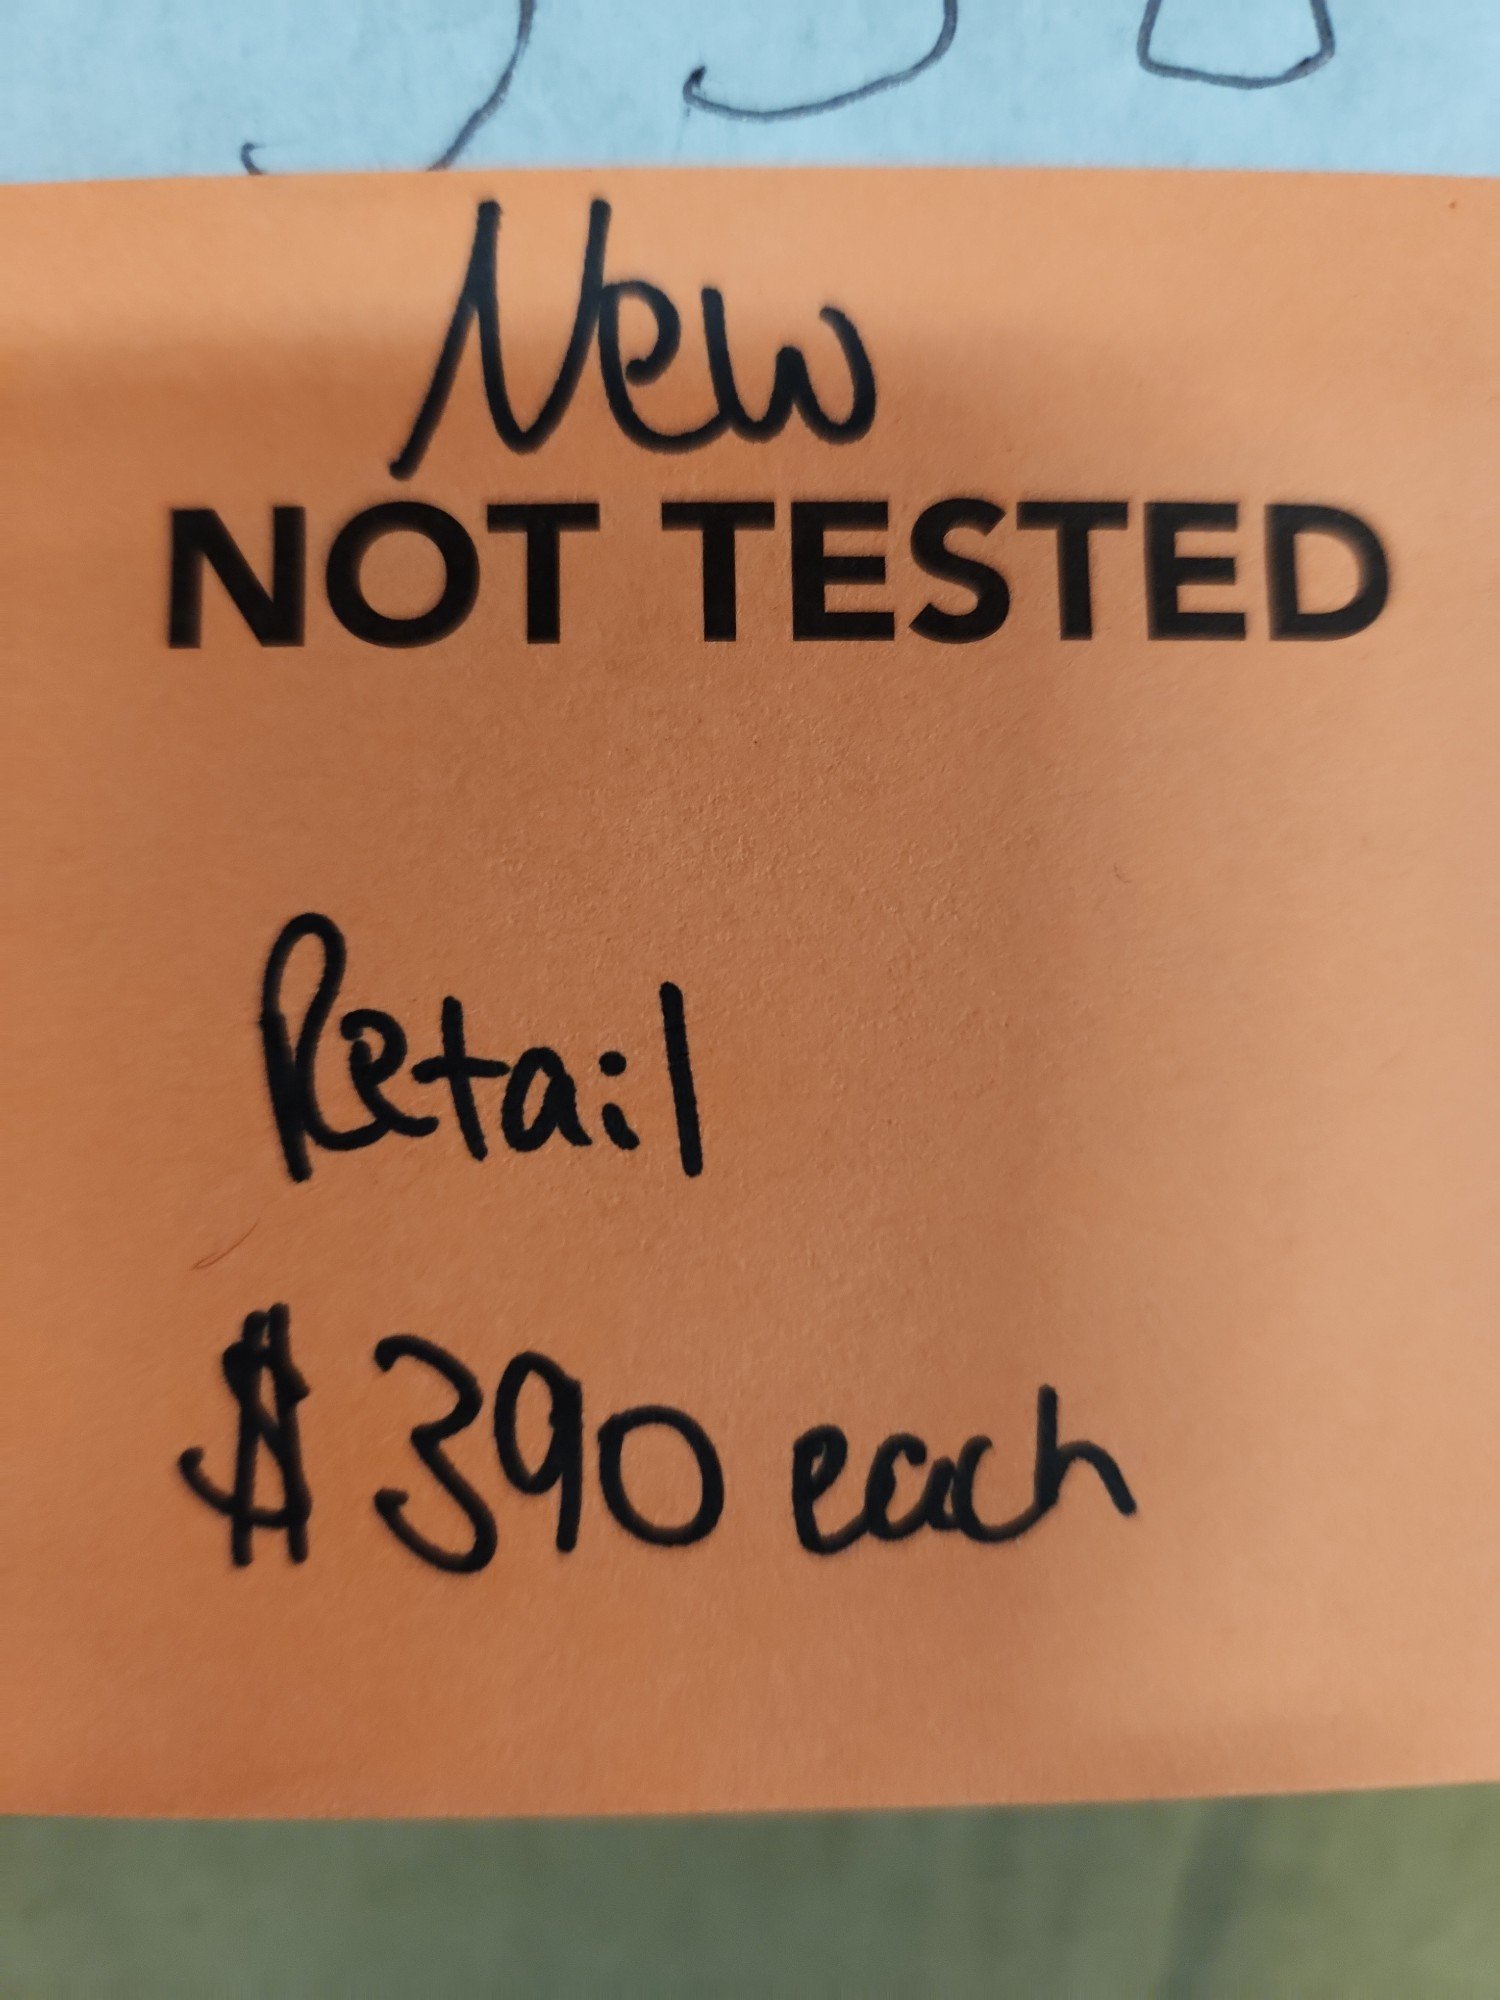 New
NOT TESTED
Retail
$390 each